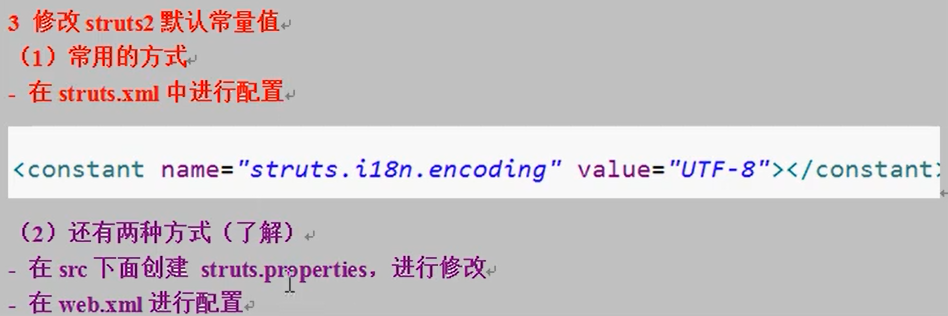 3 修改 struts2 默认常量值
（1）常用的方式
- 在 struts.xml 中进行配置
<constant name="struts.i18n.encoding" value="UTF-8"></constant>
（2）还有两种方式（了解）
- 在 src 下面创建 struts.properties，进行修改
- 在 web.xml 进行配置